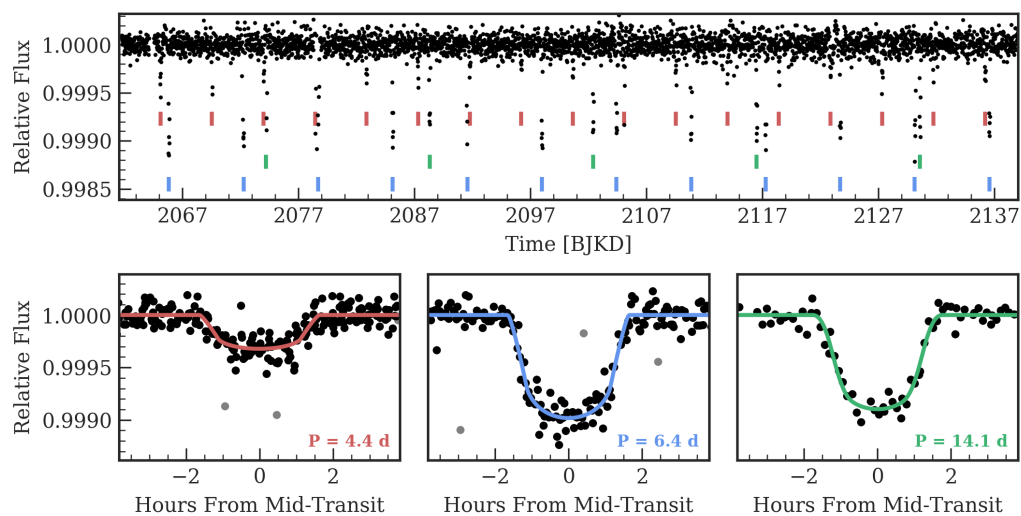 Relative Flux
1.0000
0.9995
0.9990
0.9985
2067 2077 2087 2097 2107 2117 2127 2137
Time [BJKD]
Relative Flux
1.0000
0.9995
0.9990
P = 4.4 d
P = 6.4 d
P = 14.1 d
−2 0 2
−2 0 2
−2 0 2
Hours From Mid-Transit
Hours From Mid-Transit
Hours From Mid-Transit